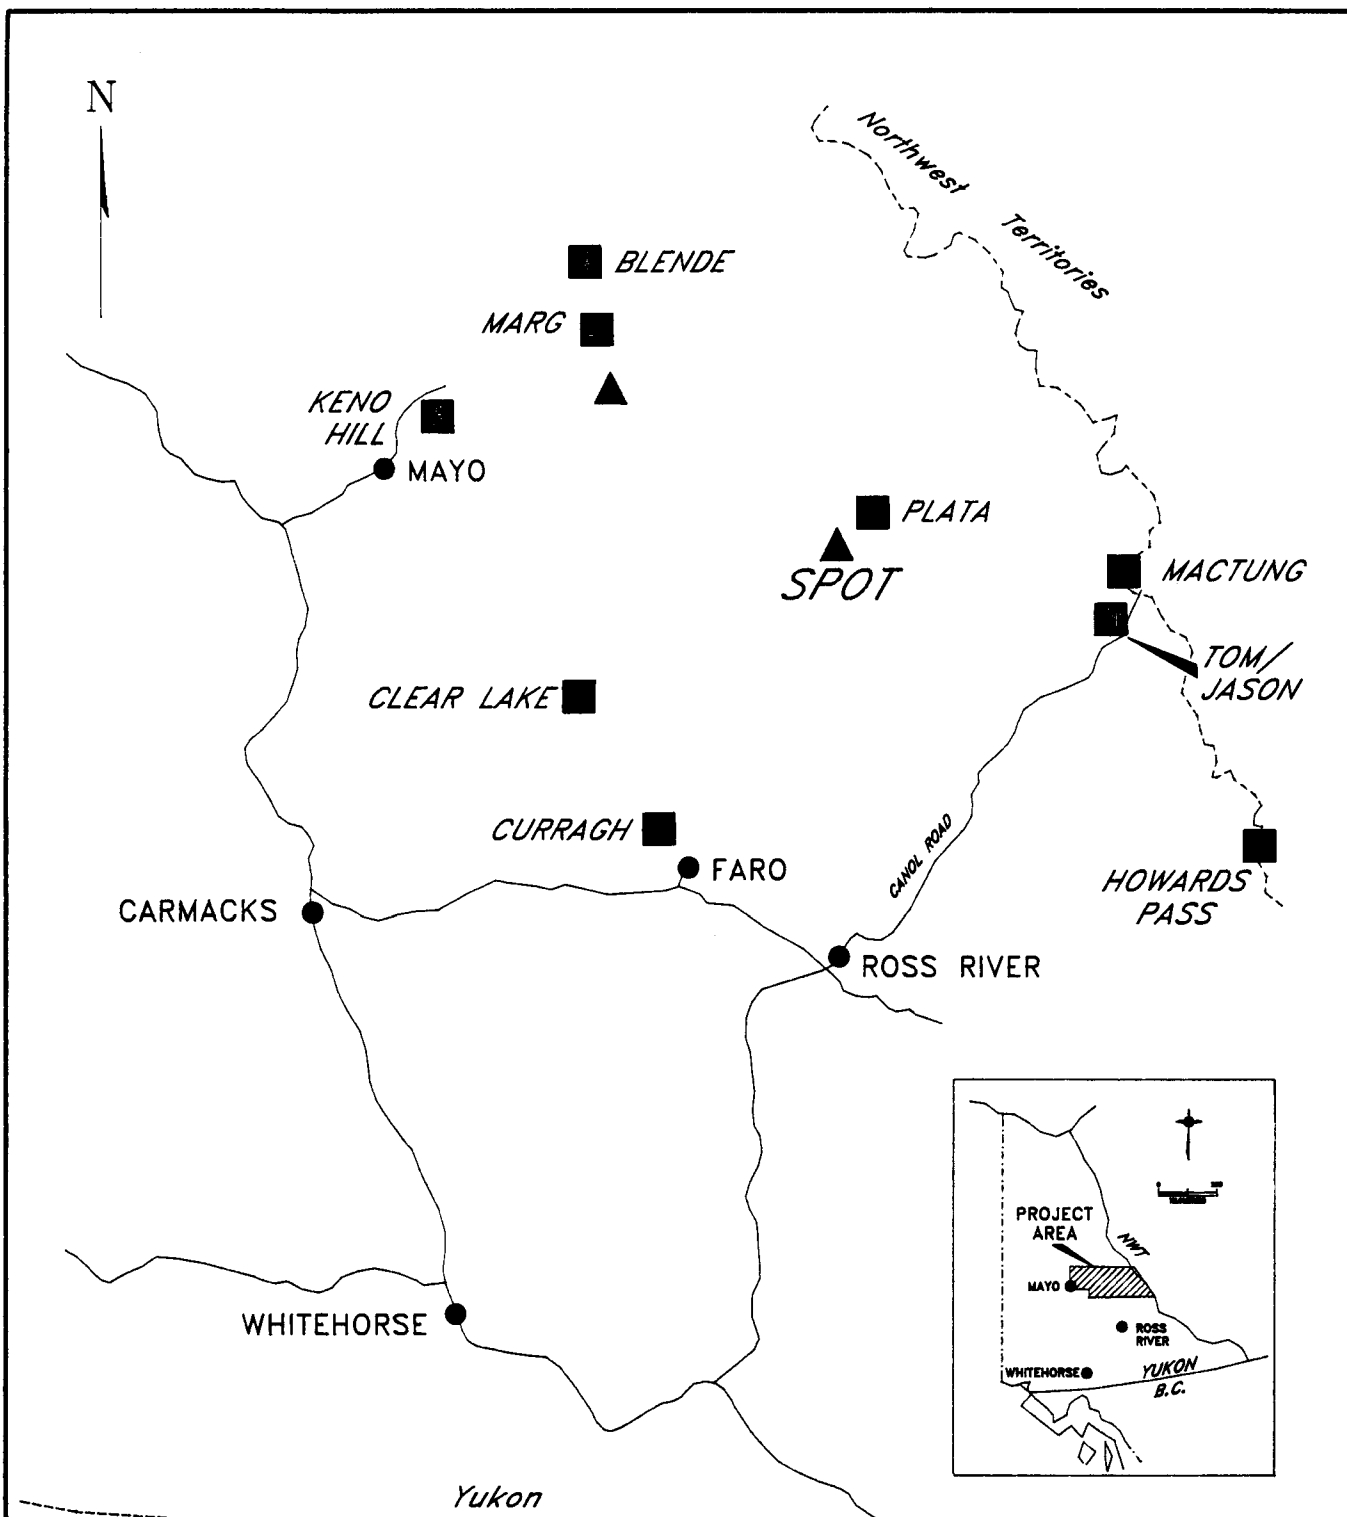 N
Northwest
Territories
BLENDE
MARG
KENO
HILL
MAYO
PLATA
SPOT
MACTUNG
TOM/
JASON
CLEAR LAKE
CURRAGH
FARO
CANOL ROAD
HOWARDS
PASS
CARMACKS
ROSS RIVER
WHITEHORSE
Yukon
PROJECT
AREA
NWT
MAYO
ROSS
RIVER
WHITEHORSE
YUKON
B.C.